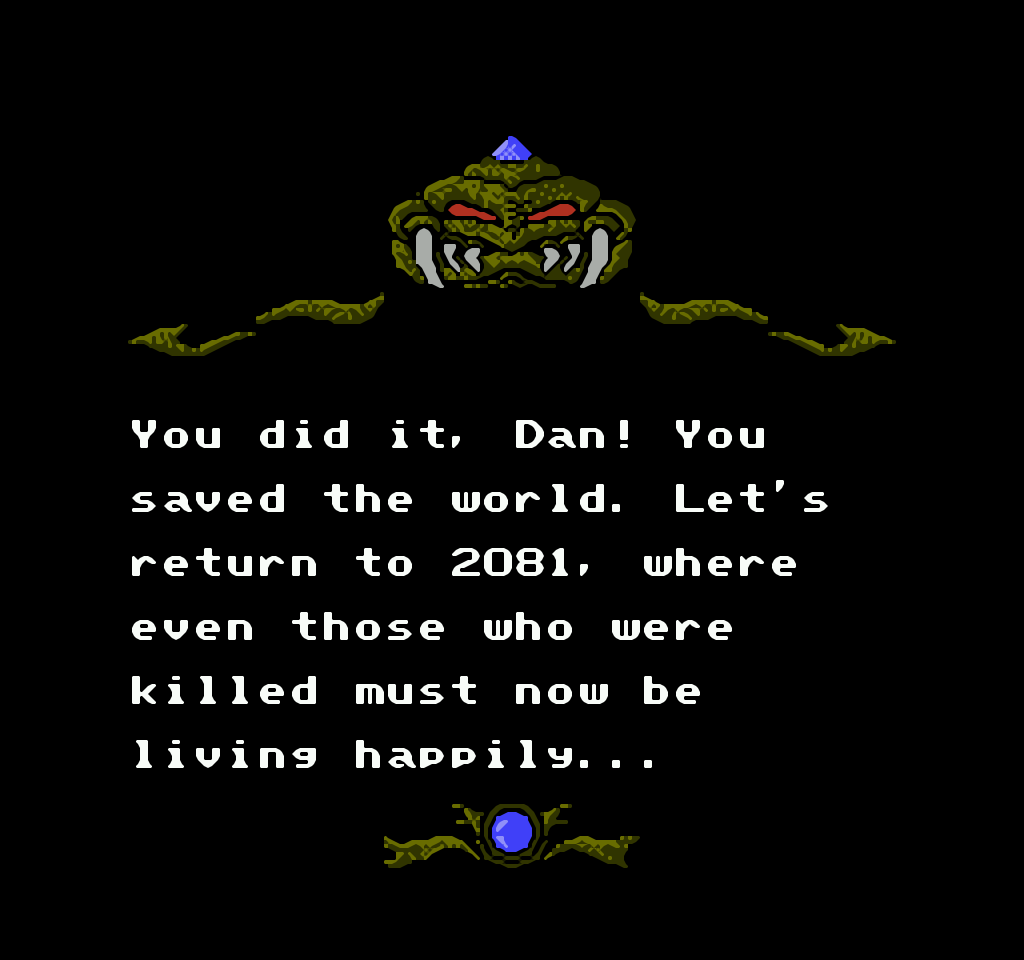 You did it, Dan! You
saved the world. Let's
return to 2081, where
even those who were
killed must now be
living happily...